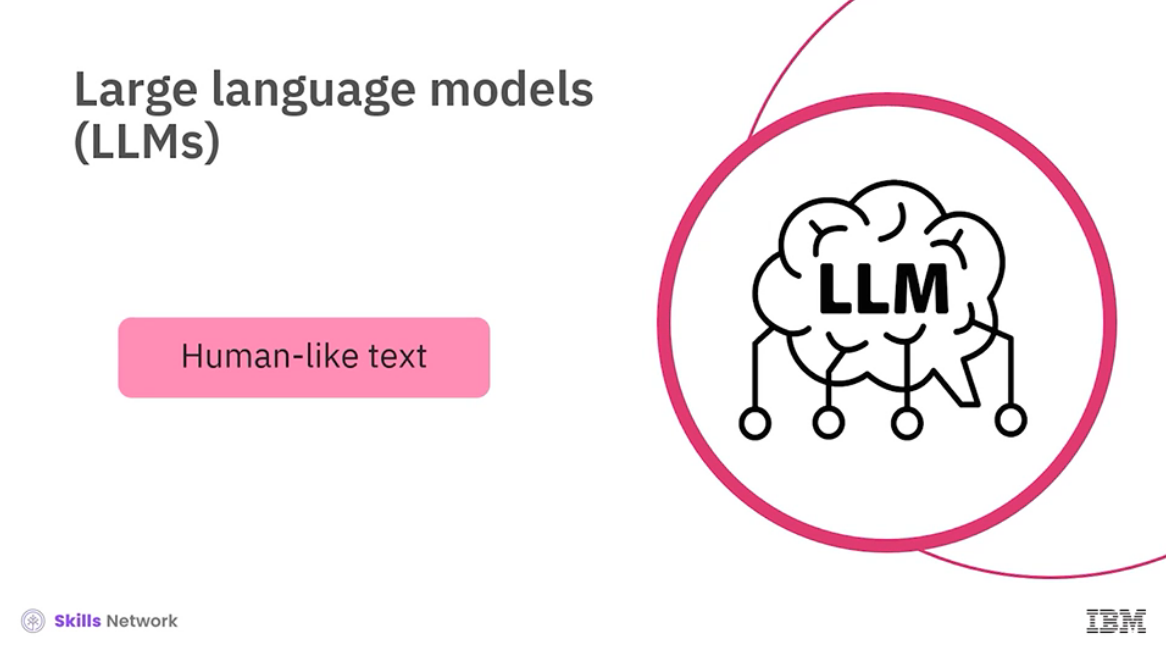 Large language models
(LLMs)
LLM
Human-like text
Skills Network
IBM